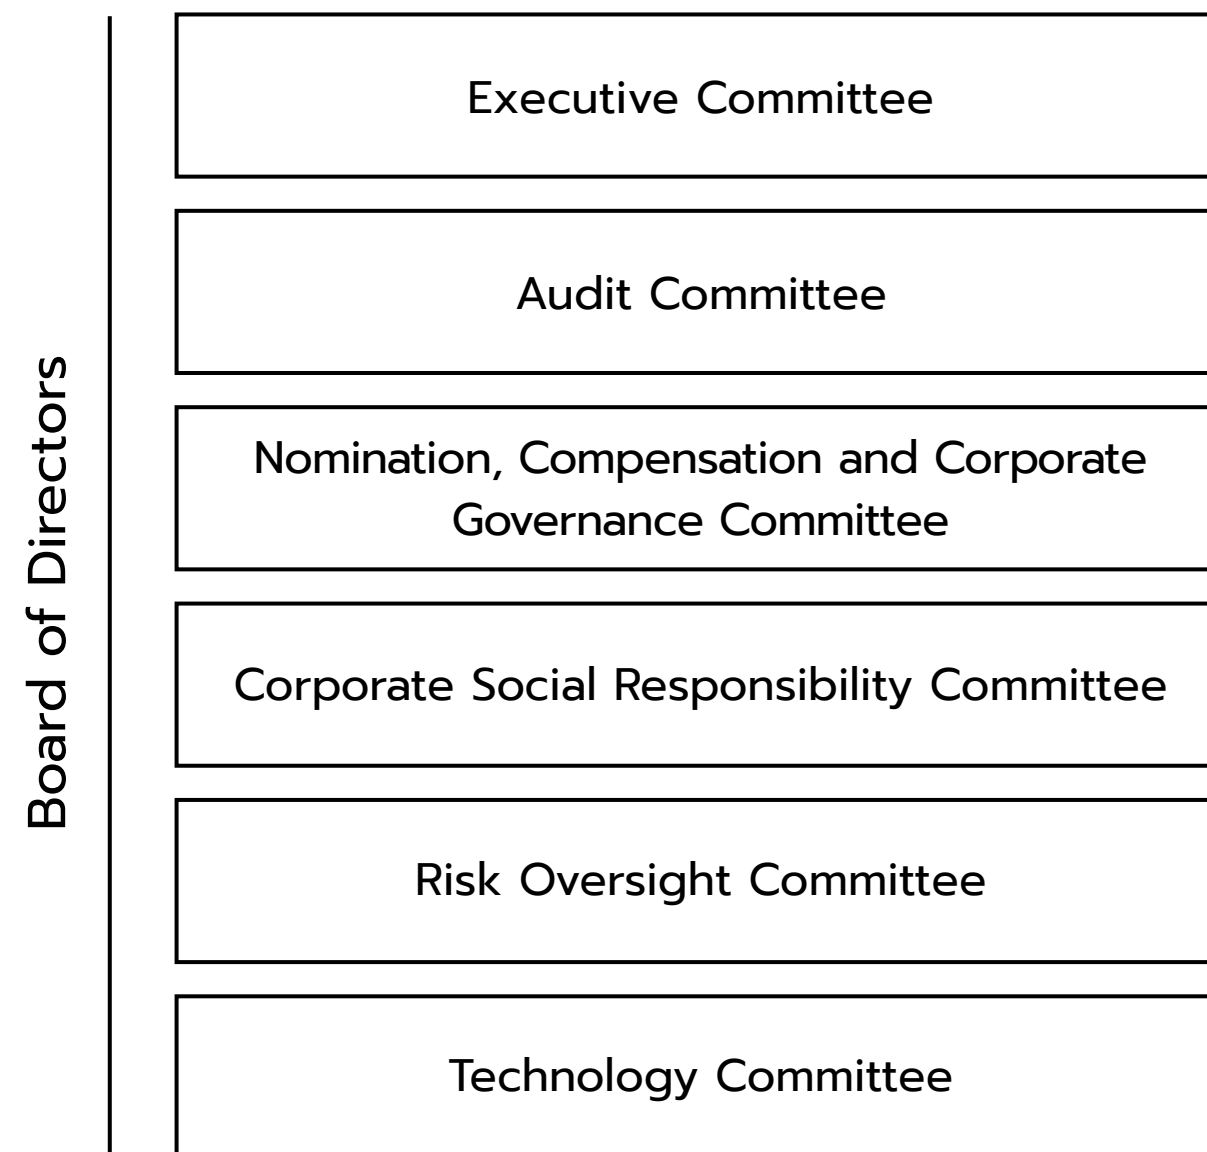 Board of Directors
Executive Committee
Audit Committee
Nomination, Compensation and Corporate
Governance Committee
Corporate Social Responsibility Committee
Risk Oversight Committee
Technology Committee